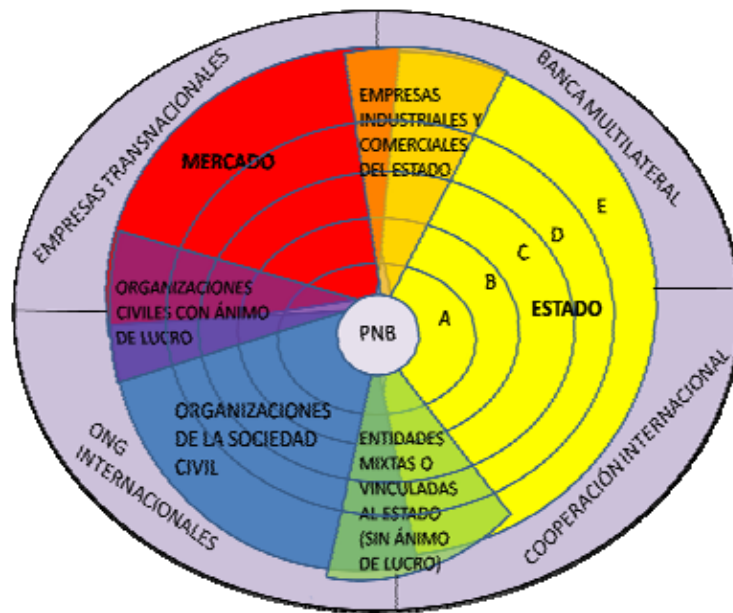 EMPRESAS TRANSNACIONALES
BANCA MULTILATERAL
EMPRESAS
INDUSTRIALES Y
COMERCIALES
DEL ESTADO
MERCADO
E
D
C
B
A
ESTADO
ORGANIZACIONES
CIVILES CON ÁNIMO
DE LUCRO
PNB
ORGANIZACIONES
DE LA SOCIEDAD
CIVIL
ENTIDADES
MIXTAS O
VINCULADAS
AL ESTADO
(SIN ÁNIMO
DE LUCRO)
ONG
INTERNACIONALES
COOPERACIÓN INTERNACIONAL